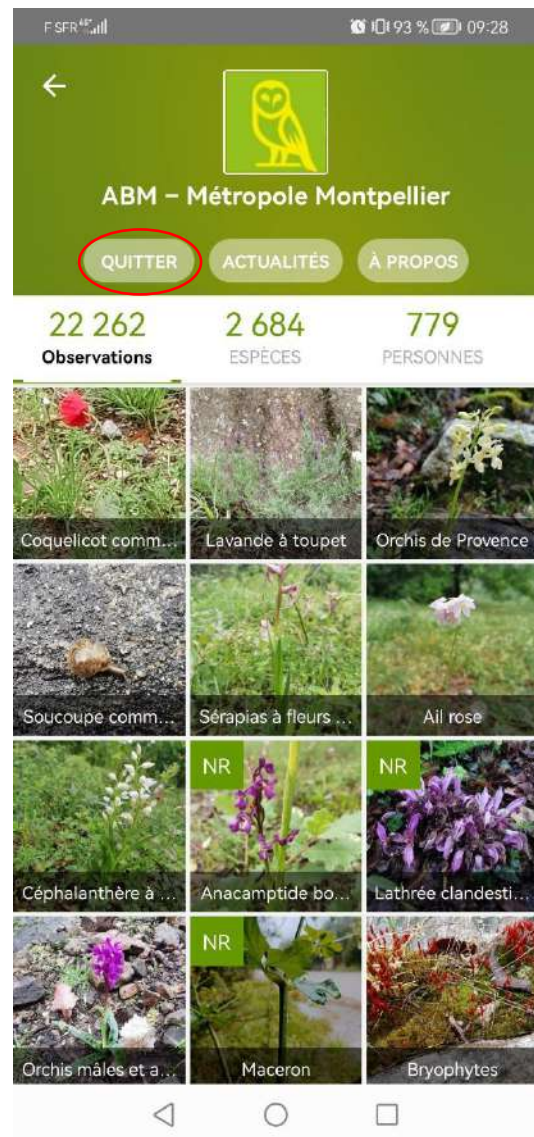 F SFR 93 % 09:28
ABM – Métropole Montpellier
QUITTER ACTUALITÉS À PROPOS
22 262 2 684 779
Observations ESPÈCES PERSONNES
Coquelicot comm... Lavande à toupet Orchis de Provence
Soucoupe comm... Sérapias à fleurs ... Ail rose
NR NR
Céphalanthère à ... Anacamptide bo... Lathrée clandesti...
NR
Orchis mâles et a... Maceron Bryophytes